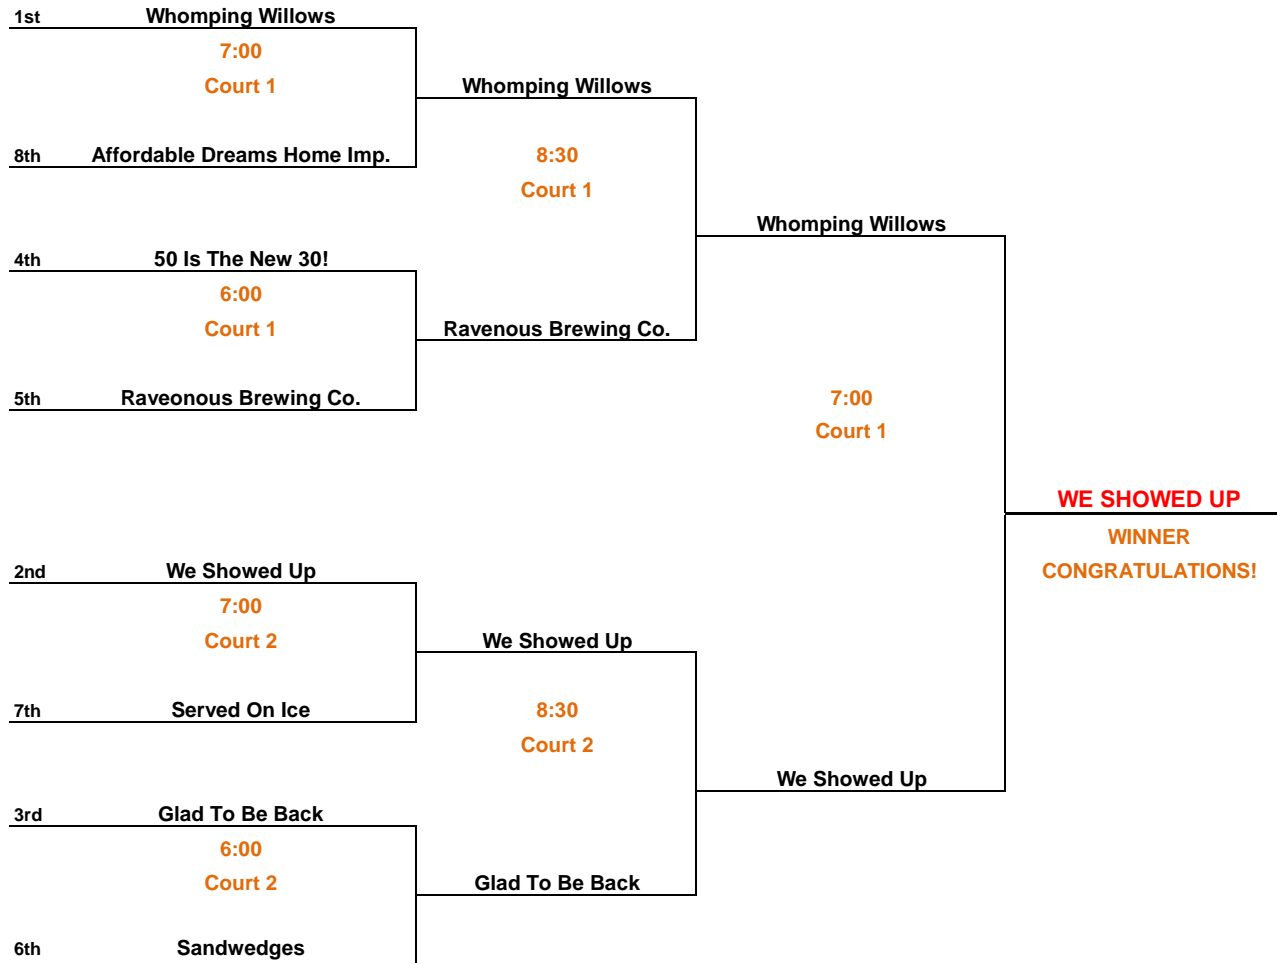 1st Whomping Willows
7:00
Court 1
Whomping Willows
8th Affordable Dreams Home Imp.
8:30
Court 1
Whomping Willows
4th 50 Is The New 30!
6:00
Court 1
Ravenous Brewing Co.
5th Raveonous Brewing Co.
7:00
Court 1
WE SHOWED UP
WINNER
CONGRATULATIONS!
2nd We Showed Up
7:00
Court 2
We Showed Up
7th Served On Ice
8:30
Court 2
We Showed Up
3rd Glad To Be Back
6:00
Court 2
Glad To Be Back
6th Sandwedges